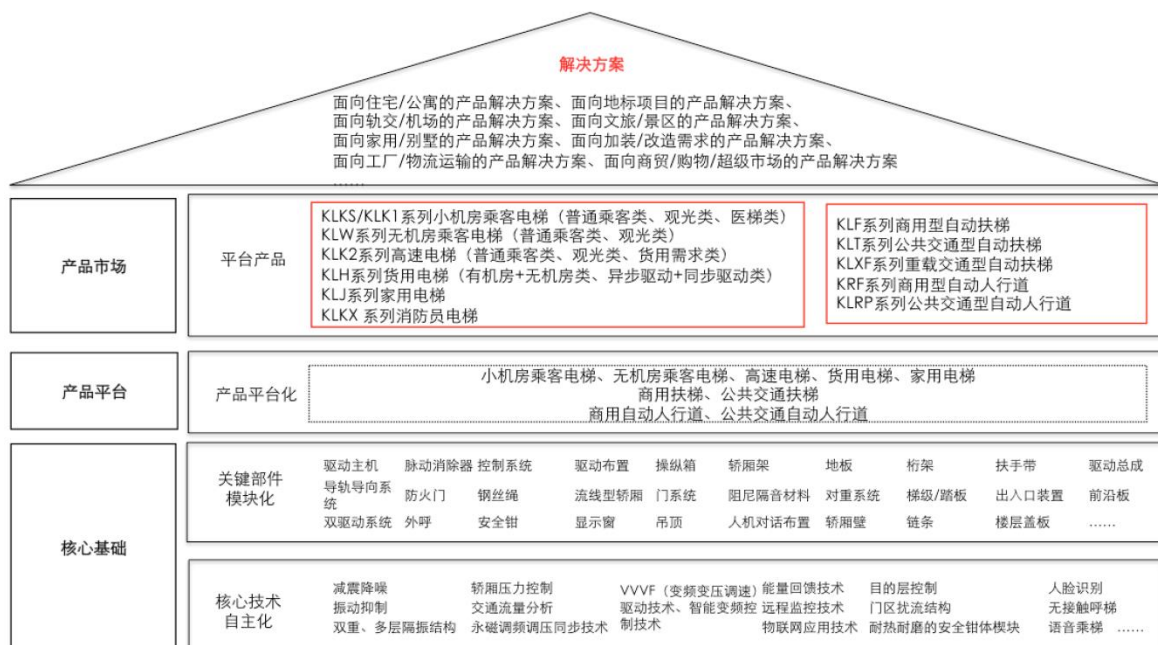 解决方案
面向住宅/公寓的产品解决方案、面向地标项目的产品解决方案、
面向轨交/机场的产品解决方案、面向文旅/景区的产品解决方案、
面向家用/别墅的产品解决方案、面向加装/改造需求的产品解决方案、
面向工厂/物流运输的产品解决方案、面向商贸/购物/超级市场的产品解决方案
……
产品市场
平台产品
KLKS/KLK1系列小机房乘客电梯（普通乘客类、观光类、医梯类）
KLW系列无机房乘客电梯（普通乘客类、观光类）
KLK2系列高速电梯（普通乘客类、观光类、货用需求类）
KLH系列货用电梯（有机房+无机房类、异步驱动+同步驱动类）
KLJ系列家用电梯
KLKX 系列消防员电梯
KLF系列商用型自动扶梯
KLT系列公共交通型自动扶梯
KLXF系列重载交通型自动扶梯
KRF系列商用型自动人行道
KLRP系列公共交通型自动人行道
产品平台
产品平台化
小机房乘客电梯、无机房乘客电梯、高速电梯、货用电梯、家用电梯
商用扶梯、公共交通扶梯
商用自动人行道、公共交通自动人行道
核心基础
关键部件
模块化
驱动主机 脉动消除器 控制系统 驱动布置 操纵箱 轿厢架 地板 桁架 扶手带 驱动总成
导轨导向系
统 防火门 钢丝绳 流线型轿厢 门系统 阻尼隔音材料 对重系统 梯级/踏板 出入口装置 前沿板
双驱动系统 外呼 安全钳 显示窗 吊顶 人机对话布置 轿厢壁 链条 楼层盖板 ……
核心技术
自主化
减震降噪 轿厢压力控制 VVVF（变频变压调速） 能量回馈技术 目的层控制 人脸识别
振动抑制 交通流量分析 驱动技术、智能变频控 远程监控技术 门区扰流结构 无接触呼梯
双重、多层隔振结构 永磁调频调压同步技术 制技术 物联网应用技术 耐热耐磨的安全钳体楔块 语音乘梯 ……